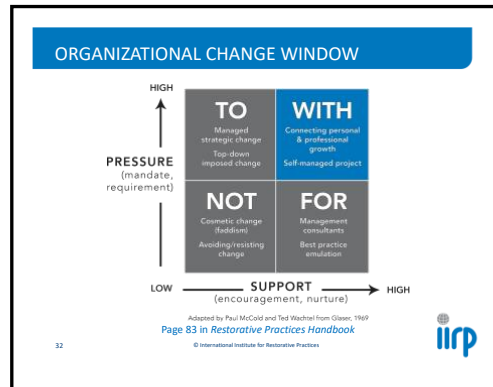 ORGANIZATIONAL CHANGE WINDOW
HIGH
PRESSURE
(mandate,
requirement)
TO
Managed
strategic change
Top-down
imposed change
WITH
Connecting personal
& professional
growth
Self-managed project
NOT
Cosmetic change
(faddism)
Avoiding/resisting
change
FOR
Management
consultants
Best practice
emulation
LOW
SUPPORT
HIGH
(encouragement, nurture)
Adapted by Paul McCold and Ted Wachtel from Glaser, 1969
Page 83 in Restorative Practices Handbook
32
© International Institute for Restorative Practices
iirp